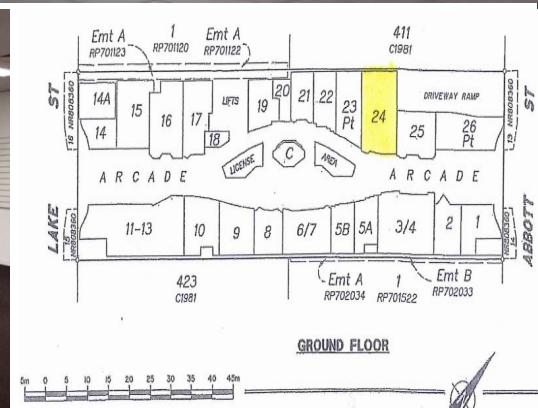 1
RP701120
Emt A
RP701123
Emt A
RP701122
411
C1981
LAKE ST
ABBOTT ST
16 NR808360
13 NR808360
15 NR808360
14 NR808360
14A
14
15
16
17
LIFTS
18
19
20
21
22
23 Pt
24
DRIVEWAY RAMP
25
26 Pt
LICENSE
C
AREA
ARCADE
ARCADE
11-13
10
9
8
6/7
5B
5A
3/4
2
1
423
C1981
Emt A
RP702034
1
RP701522
Emt B
RP702033
GROUND FLOOR
5m 0 5 10 15 20 25 30 35 40 45m